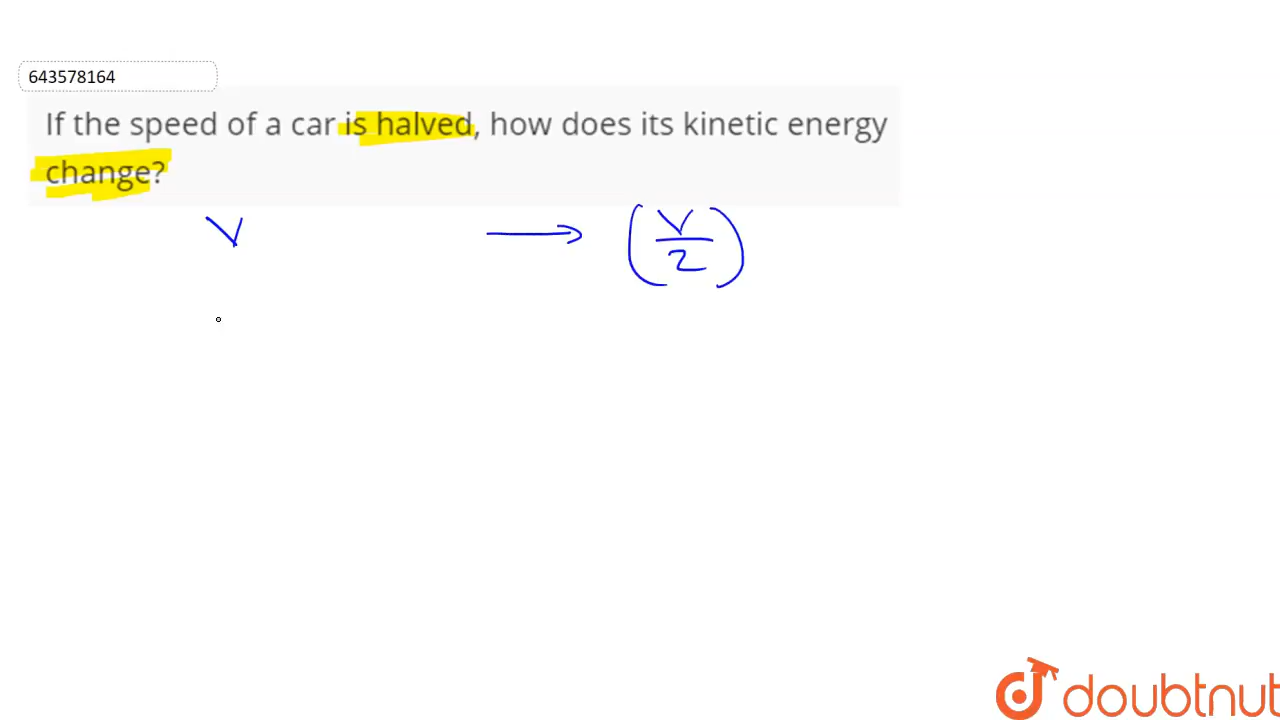 643578164
If the speed of a car is halved, how does its kinetic energy
change?
V → (V/2)
doubtnut